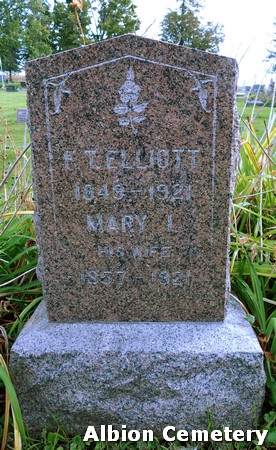 F. T. ELLIOTT
1849–1921
MARY L.
HIS WIFE
1857–1921
Albion Cemetery